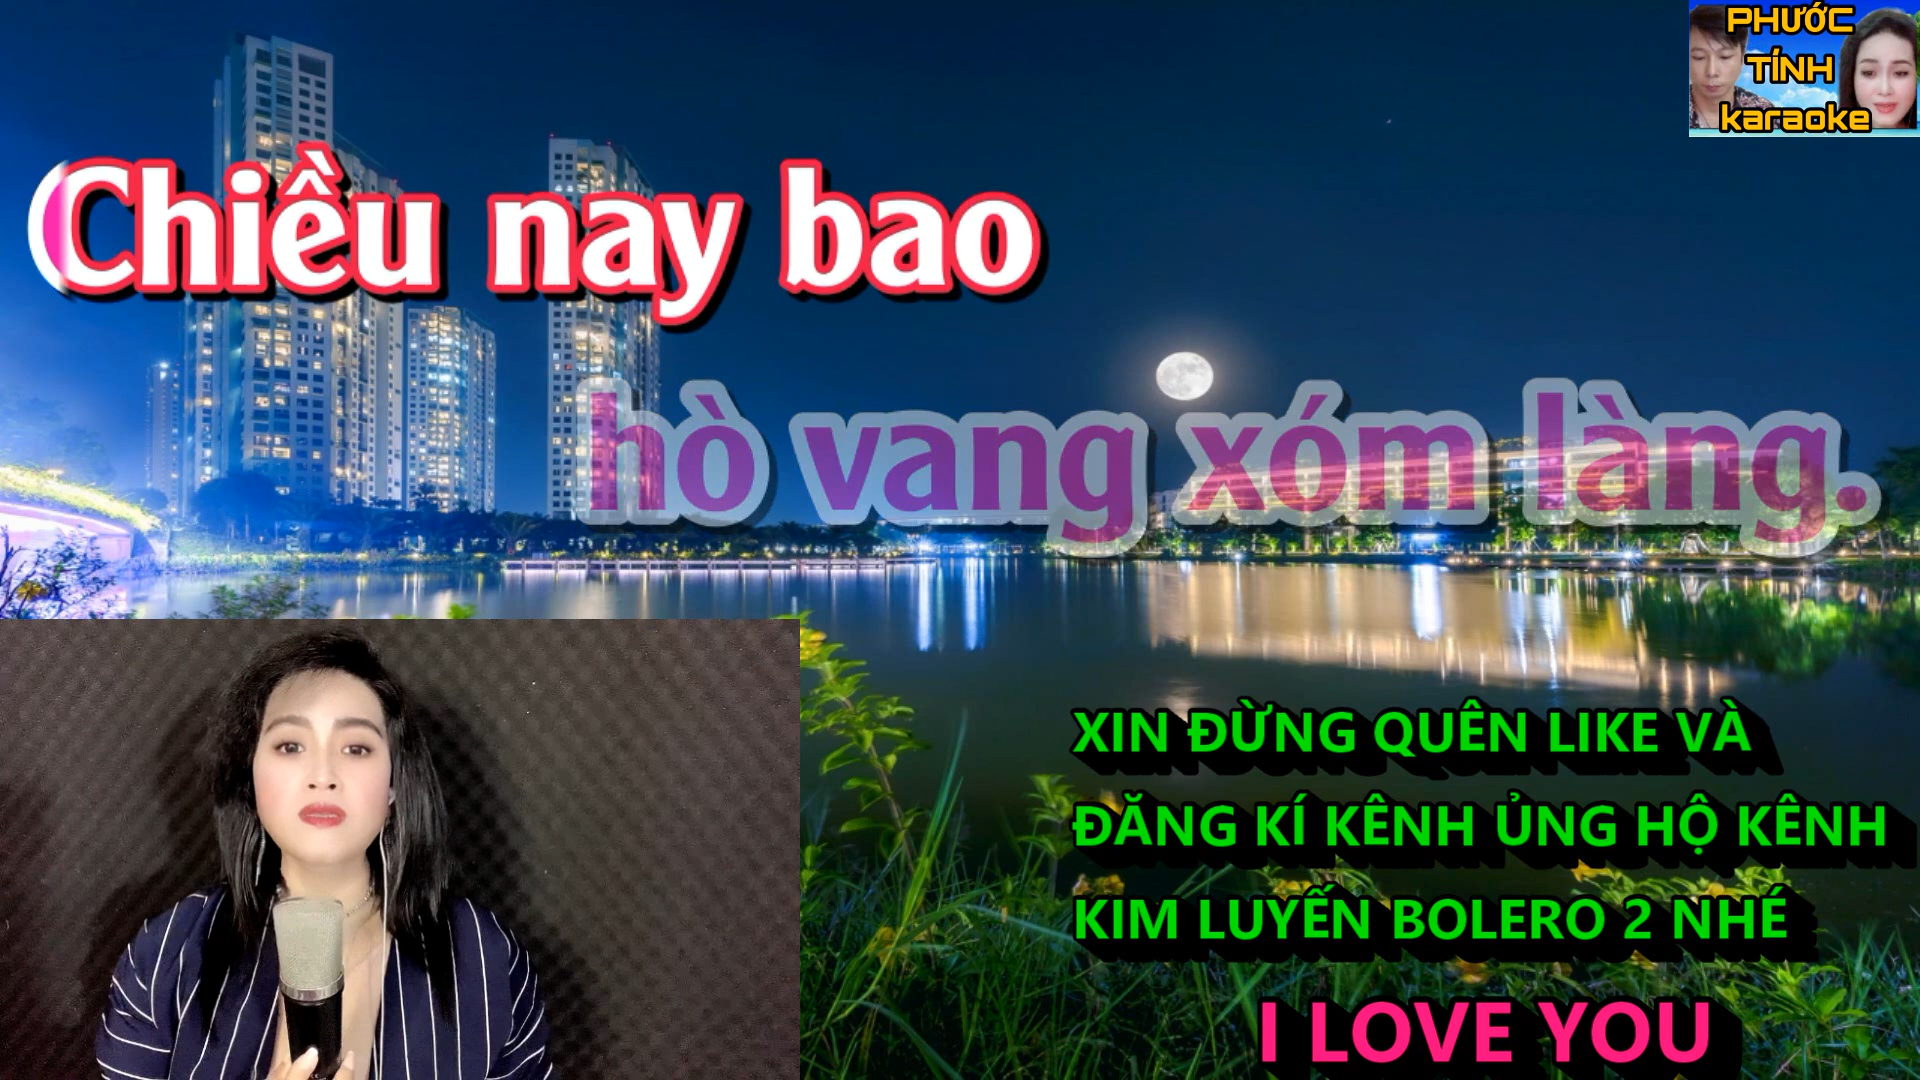 PHƯỚC
TÍNH
karaoke
Chiều nay bao
hò vang xóm làng.
XIN ĐỪNG QUÊN LIKE VÀ
ĐĂNG KÍ KÊNH ỦNG HỘ KÊNH
KIM LUYẾN BOLERO 2 NHÉ
I LOVE YOU